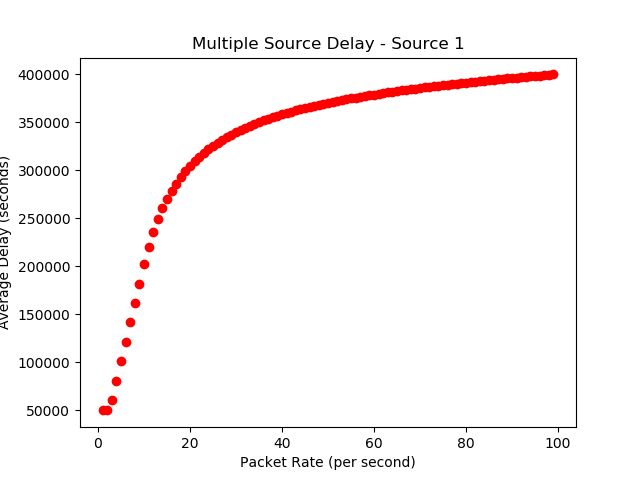 Multiple Source Delay - Source 1
400000
350000
300000
250000
200000
150000
100000
50000
Average Delay (seconds)
0 20 40 60 80 100
Packet Rate (per second)